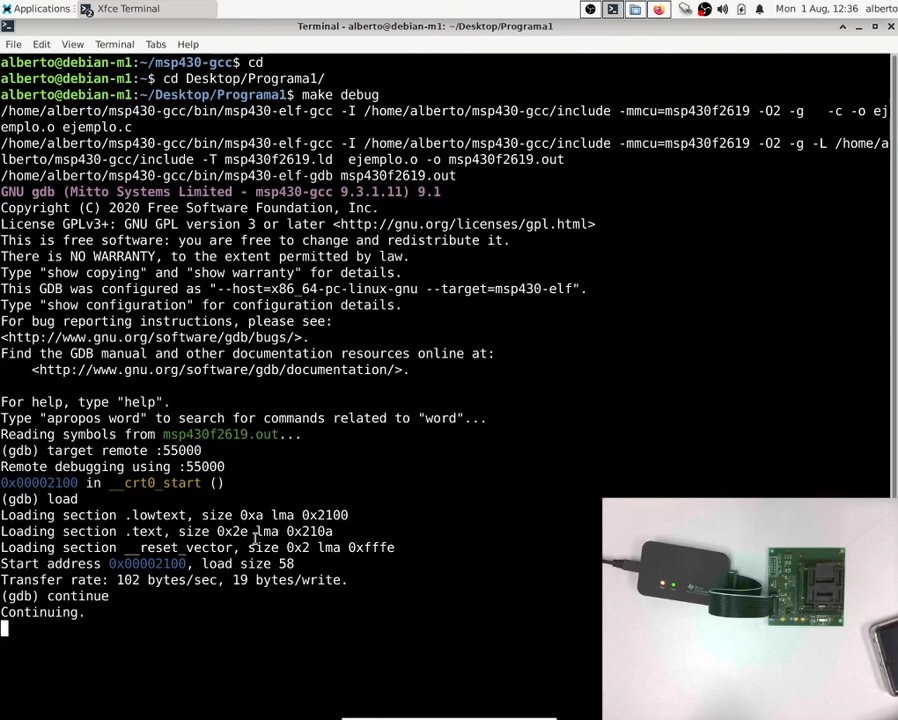 Applications
Xfce Terminal
Mon 1 Aug, 12:36
alberto
Terminal - alberto@debian-m1: ~/Desktop/Programa1
File Edit View Terminal Tabs Help
alberto@debian-m1:~/msp430-gcc$ cd
alberto@debian-m1:~$ cd Desktop/Programa1/
alberto@debian-m1:~/Desktop/Programa1$ make debug
/home/alberto/msp430-gcc/bin/msp430-elf-gcc -I /home/alberto/msp430-gcc/include -mmcu=msp430f2619 -O2 -g   -c -o ej
emplo.o ejemplo.c
/home/alberto/msp430-gcc/bin/msp430-elf-gcc -I /home/alberto/msp430-gcc/include -mmcu=msp430f2619 -O2 -g -L /home/a
lberto/msp430-gcc/include -T msp430f2619.ld  ejemplo.o -o msp430f2619.out
/home/alberto/msp430-gcc/bin/msp430-elf-gdb msp430f2619.out
GNU gdb (Mitto Systems Limited - msp430-gcc 9.3.1.11) 9.1
Copyright (C) 2020 Free Software Foundation, Inc.
License GPLv3+: GNU GPL version 3 or later <http://gnu.org/licenses/gpl.html>
This is free software: you are free to change and redistribute it.
There is NO WARRANTY, to the extent permitted by law.
Type "show copying" and "show warranty" for details.
This GDB was configured as "--host=x86_64-pc-linux-gnu --target=msp430-elf".
Type "show configuration" for configuration details.
For bug reporting instructions, please see:
<http://www.gnu.org/software/gdb/bugs/>.
Find the GDB manual and other documentation resources online at:
    <http://www.gnu.org/software/gdb/documentation/>.
For help, type "help".
Type "apropos word" to search for commands related to "word"...
Reading symbols from msp430f2619.out...
(gdb) target remote :55000
Remote debugging using :55000
0x00002100 in __crt0_start ()
(gdb) load
Loading section .lowtext, size 0xa lma 0x2100
Loading section .text, size 0x2e lma 0x210a
Loading section __reset_vector, size 0x2 lma 0xfffe
Start address 0x00002100, load size 58
Transfer rate: 102 bytes/sec, 19 bytes/write.
(gdb) continue
Continuing.